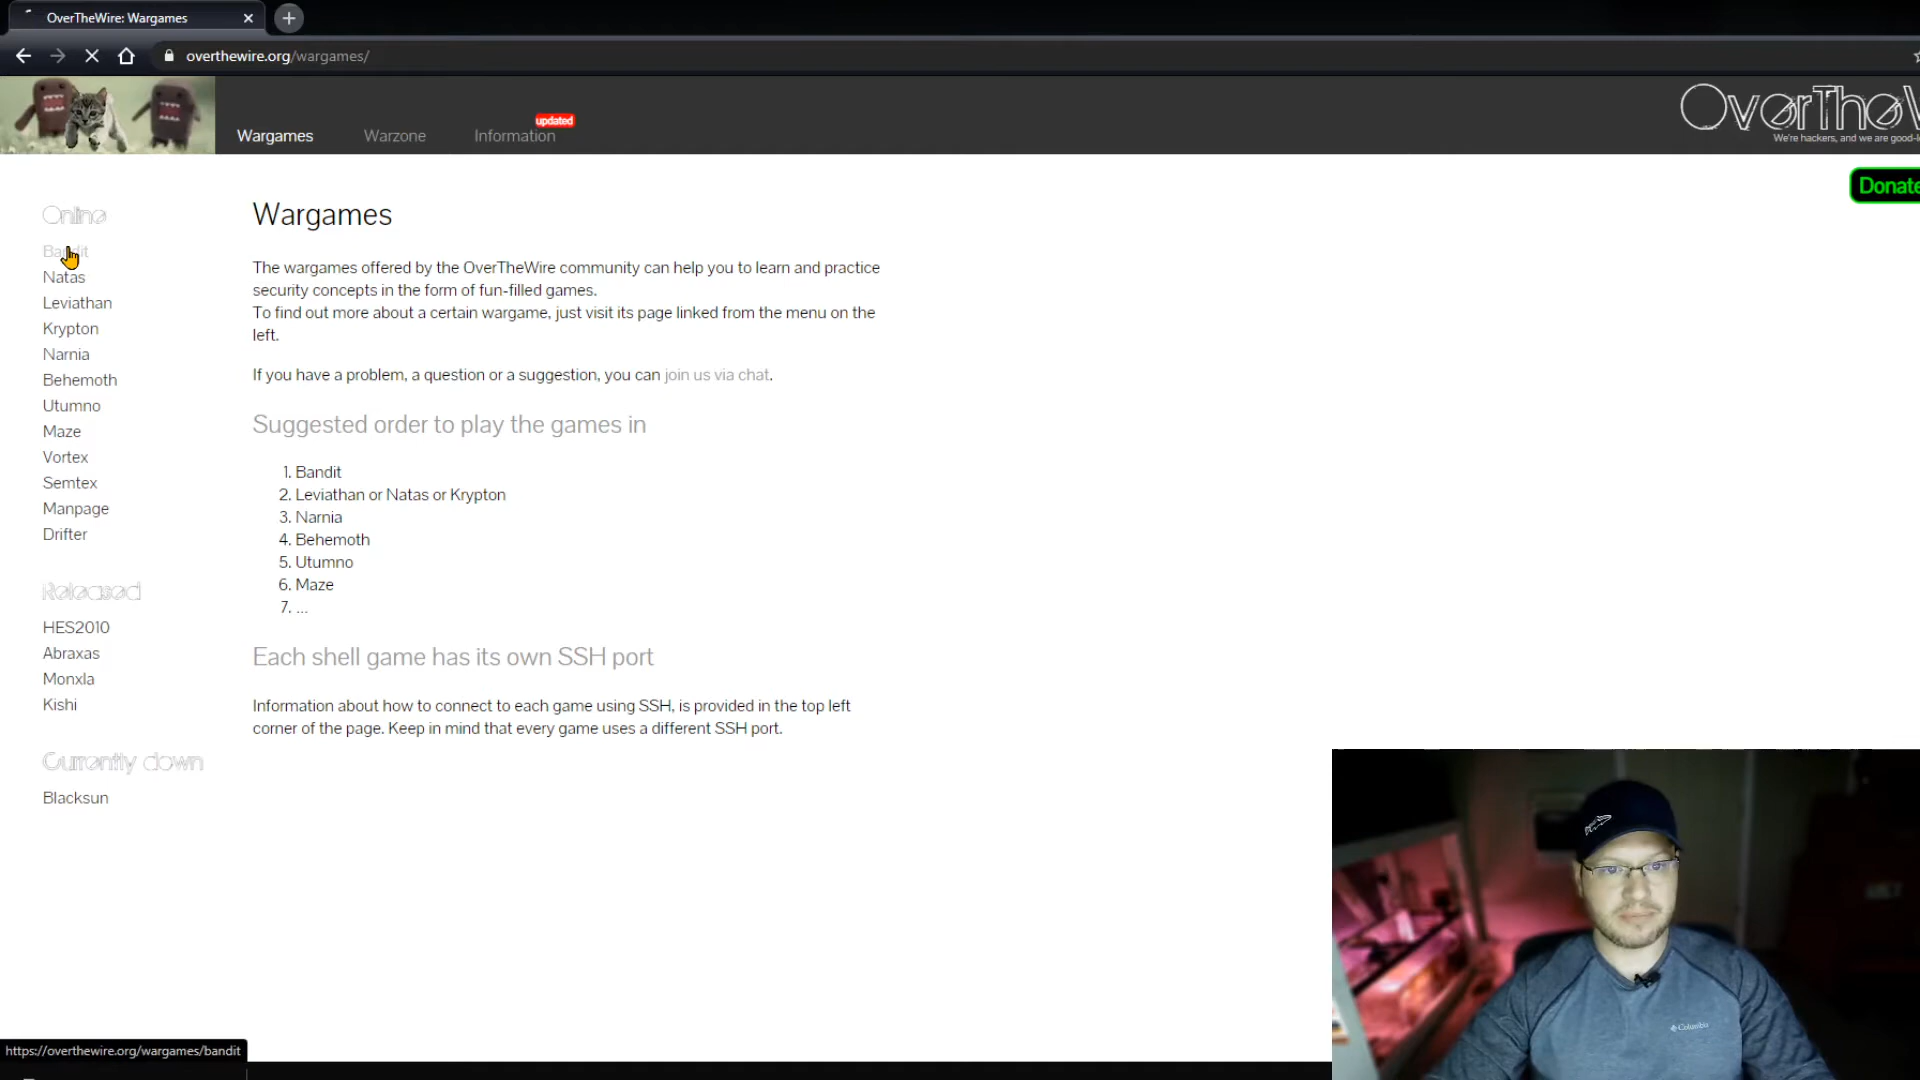 OverTheWire: Wargames
overthewire.org/wargames/
Wargames
Warzone
Information
updated
OverTheW
We're hackers, and we are good-lo
Donate
Online
Bandit
Natas
Leviathan
Krypton
Narnia
Behemoth
Utumno
Maze
Vortex
Semtex
Manpage
Drifter
Released
HES2010
Abraxas
Monxla
Kishi
Currently down
Blacksun
Wargames
The wargames offered by the OverTheWire community can help you to learn and practice
security concepts in the form of fun-filled games.
To find out more about a certain wargame, just visit its page linked from the menu on the
left.
If you have a problem, a question or a suggestion, you can join us via chat.
Suggested order to play the games in
1. Bandit
2. Leviathan or Natas or Krypton
3. Narnia
4. Behemoth
5. Utumno
6. Maze
7. ...
Each shell game has its own SSH port
Information about how to connect to each game using SSH, is provided in the top left
corner of the page. Keep in mind that every game uses a different SSH port.
Columbia
https://overthewire.org/wargames/bandit